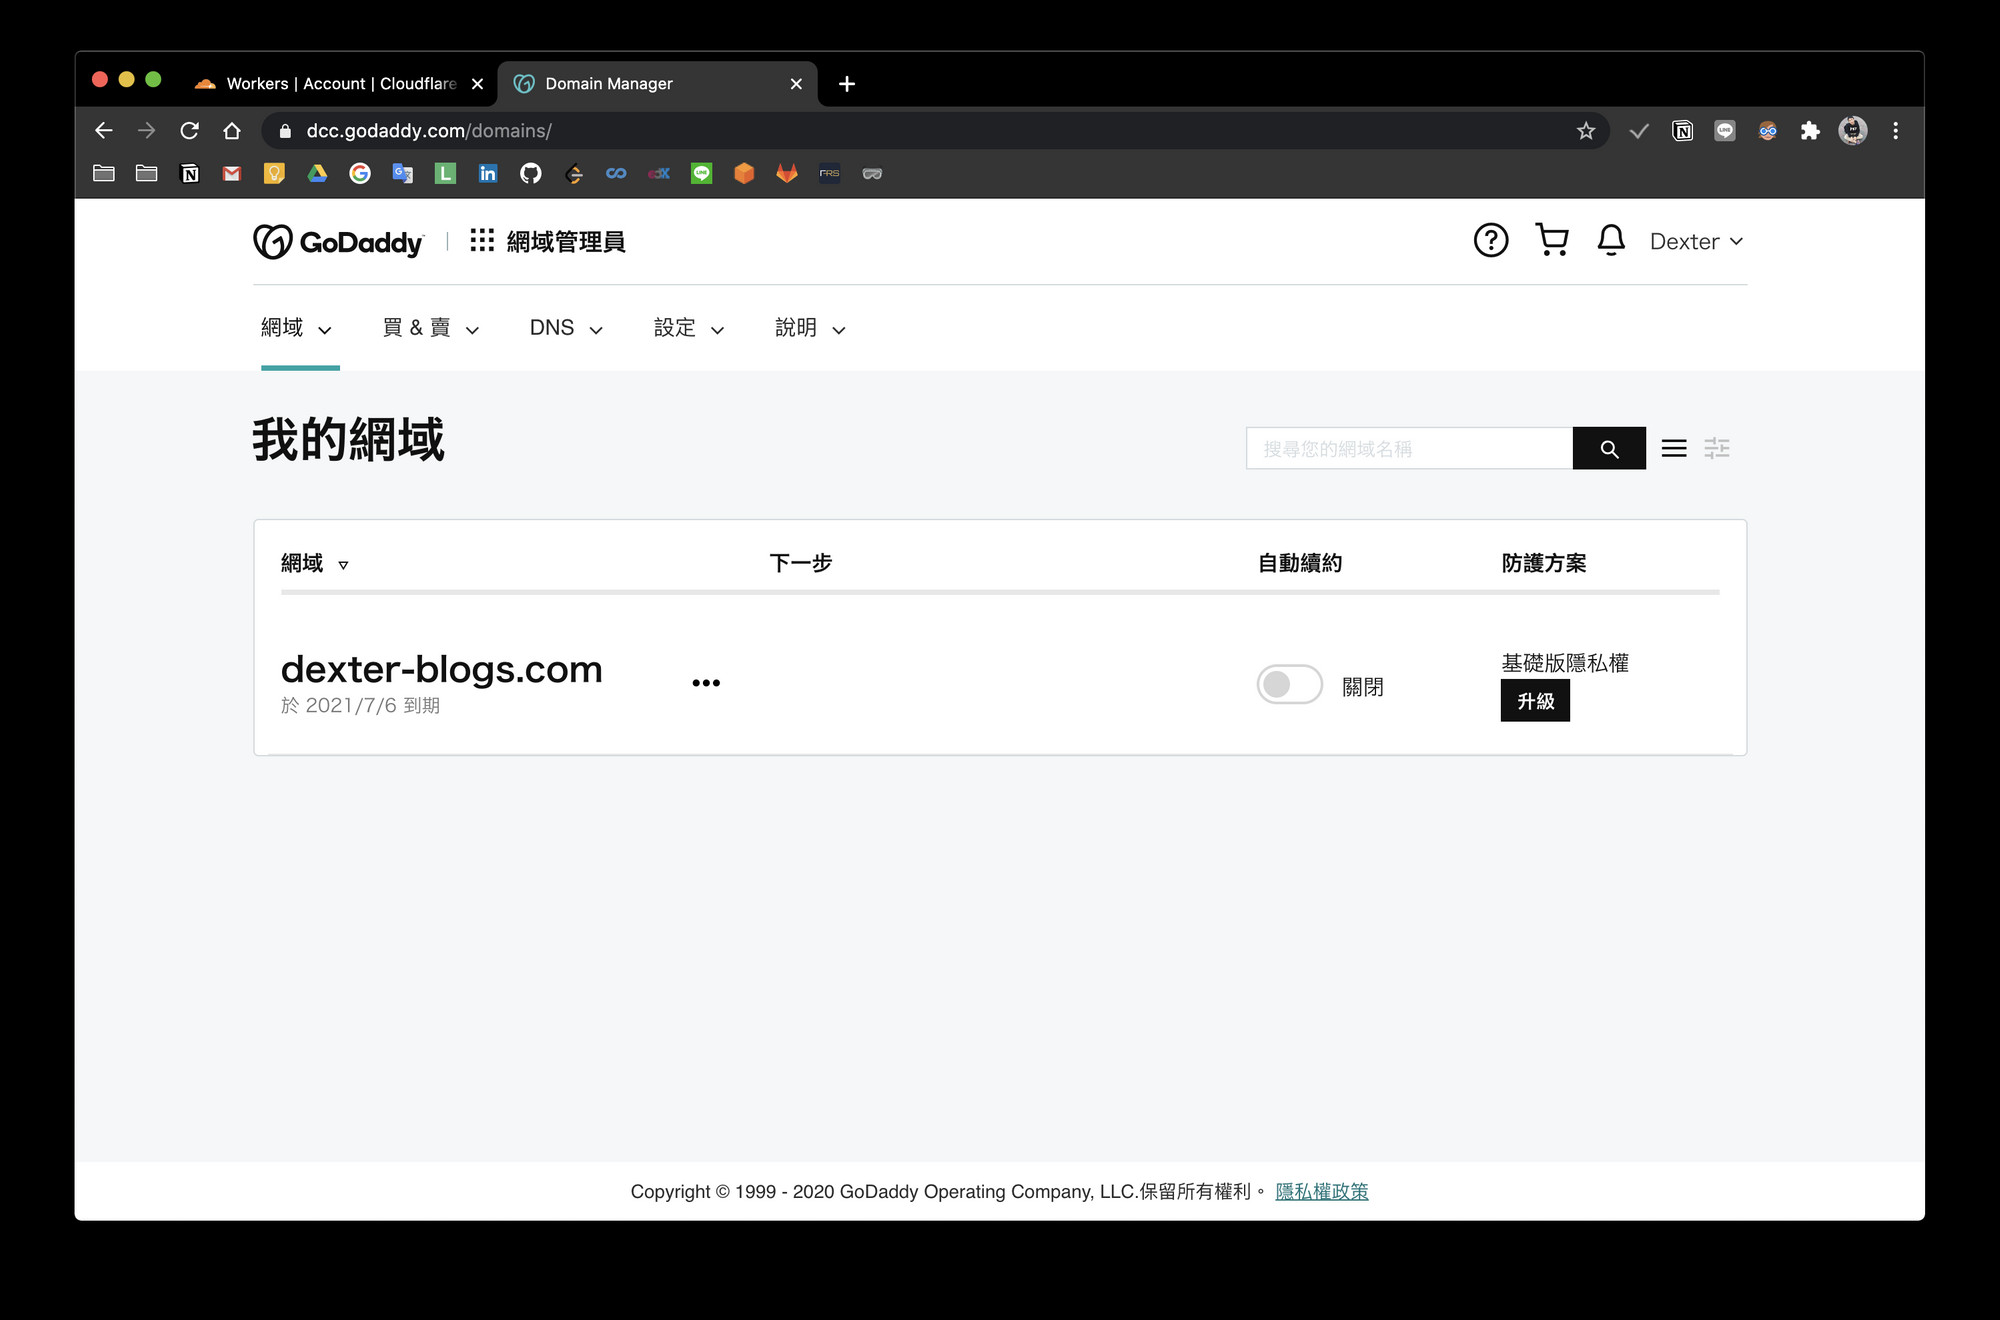 Workers | Account | Cloudflare
Domain Manager
dcc.godaddy.com/domains/
GoDaddy
網域管理員
Dexter
網域
買 & 賣
DNS
設定
說明
我的網域
搜尋您的網域名稱
網域
下一步
自動續約
防護方案
dexter-blogs.com
於 2021/7/6 到期
關閉
基礎版隱私權
升級
Copyright © 1999 - 2020 GoDaddy Operating Company, LLC.保留所有權利。 隱私權政策